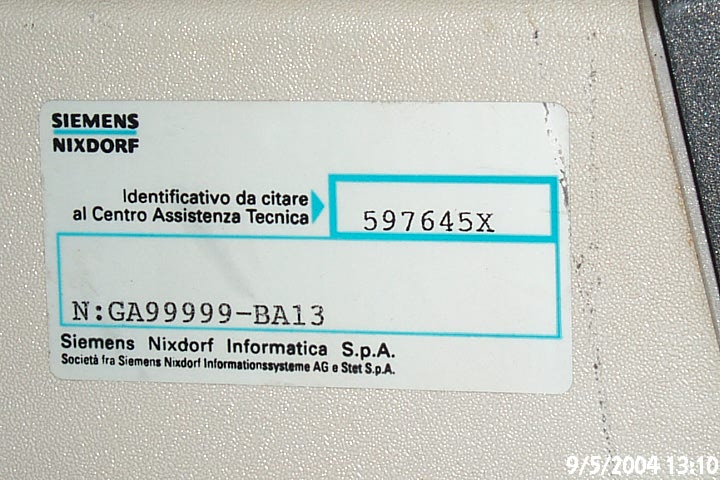 SIEMENS
NIXDORF
Identificativo da citare
al Centro Assistenza Tecnica
597645X
N:GA99999-BA13
Siemens Nixdorf Informatica S.p.A.
Società fra Siemens Nixdorf Informationssysteme AG e Stet S.p.A.
9/5/2004 13:10